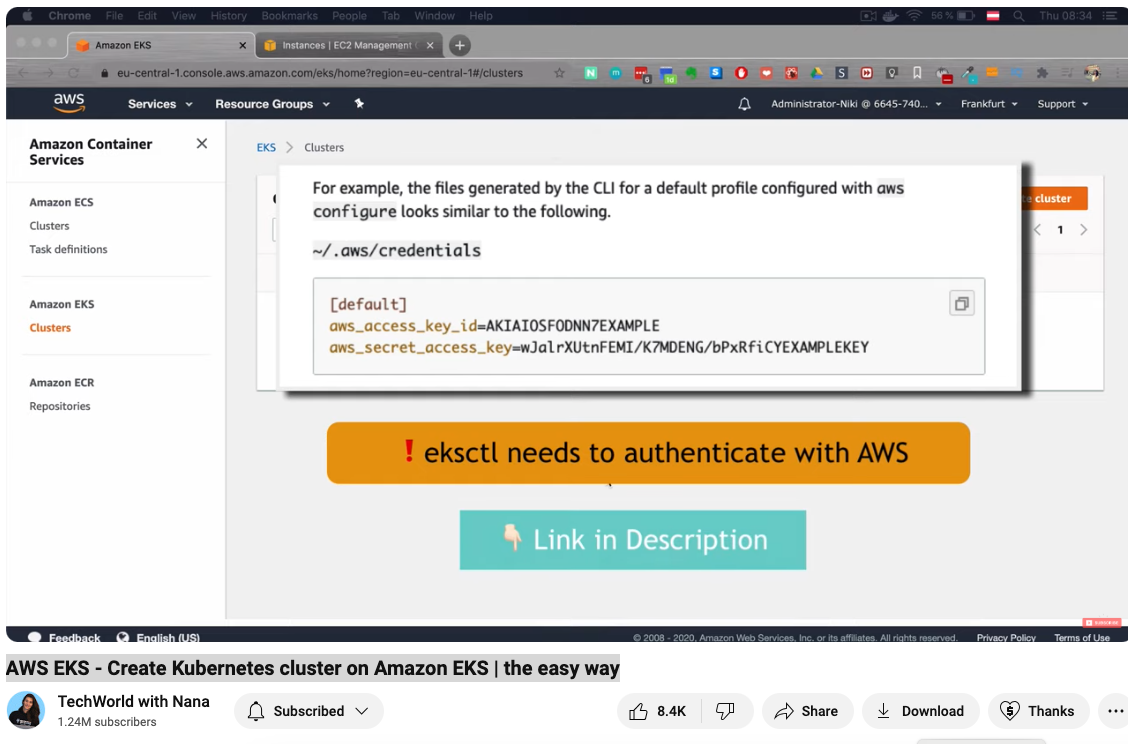 Chrome File Edit View History Bookmarks People Tab Window Help 56 % Thu 08:34
Amazon EKS Instances | EC2 Management
eu-central-1.console.aws.amazon.com/eks/home?region=eu-central-1#/clusters
aws Services Resource Groups Administrator-Niki @ 6645-740... Frankfurt Support
Amazon Container
Services
Amazon ECS
Clusters
Task definitions
Amazon EKS
Clusters
Amazon ECR
Repositories
EKS > Clusters
cluster
1
For example, the files generated by the CLI for a default profile configured with aws
configure looks similar to the following.
~/.aws/credentials
[default]
aws_access_key_id=AKIAIOSFODNN7EXAMPLE
aws_secret_access_key=wJalrXUtnFEMI/K7MDENG/bPxRfiCYEXAMPLEKEY
! eksctl needs to authenticate with AWS
Link in Description
Feedback English (US) © 2008 - 2020, Amazon Web Services, Inc. or its affiliates. All rights reserved. Privacy Policy Terms of Use
AWS EKS - Create Kubernetes cluster on Amazon EKS | the easy way
TechWorld with Nana
1.24M subscribers
Subscribed
8.4K
Share
Download
Thanks